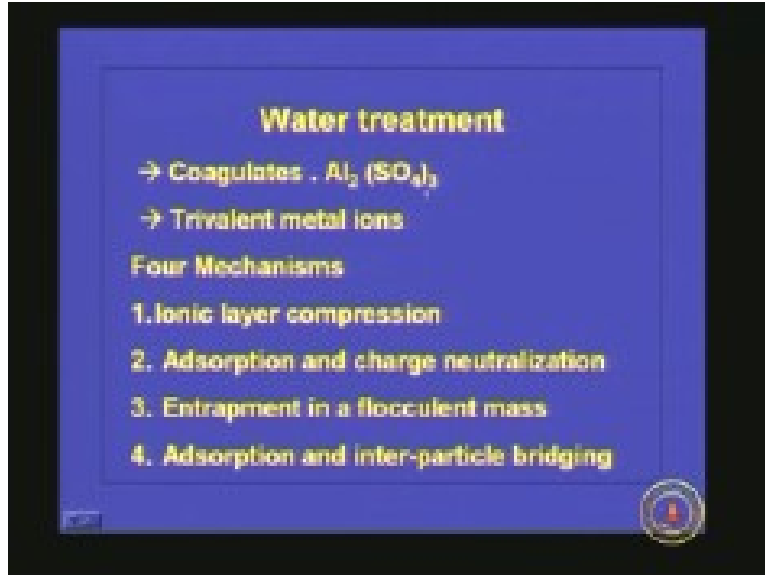 Water treatment
→ Coagulates . Al₂ (SO₄)₃
→ Trivalent metal ions
Four Mechanisms
1.Ionic layer compression
2. Adsorption and charge neutralization
3. Entrapment in a flocculent mass
4. Adsorption and inter-particle bridging